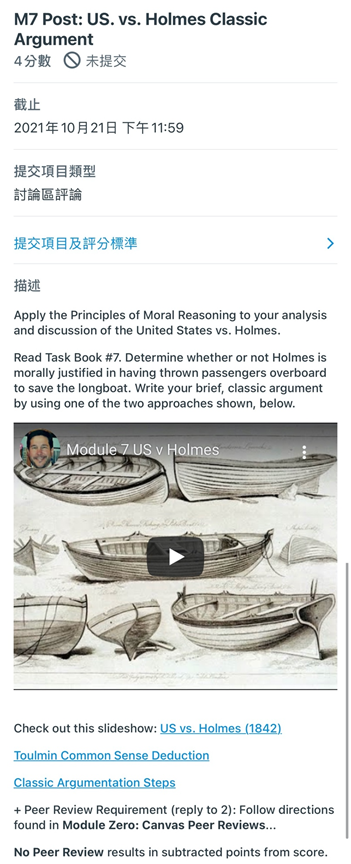 M7 Post: US. vs. Holmes Classic
Argument
4分數 未提交
截止
2021年10月21日 下午11:59
提交項目類型
討論區評論
提交項目及評分標準
描述
Apply the Principles of Moral Reasoning to your analysis
and discussion of the United States vs. Holmes.
Read Task Book #7. Determine whether or not Holmes is
morally justified in having thrown passengers overboard
to save the longboat. Write your brief, classic argument
by using one of the two approaches shown, below.
Module 7 US v Holmes
Check out this slideshow: US vs. Holmes (1842)
Toulmin Common Sense Deduction
Classic Argumentation Steps
+ Peer Review Requirement (reply to 2): Follow directions
found in Module Zero: Canvas Peer Reviews...
No Peer Review results in subtracted points from score.